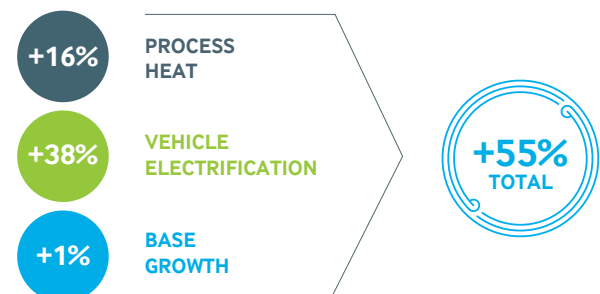 +16%
PROCESS
HEAT
+38%
VEHICLE
ELECTRIFICATION
+1%
BASE
GROWTH
+55%
TOTAL